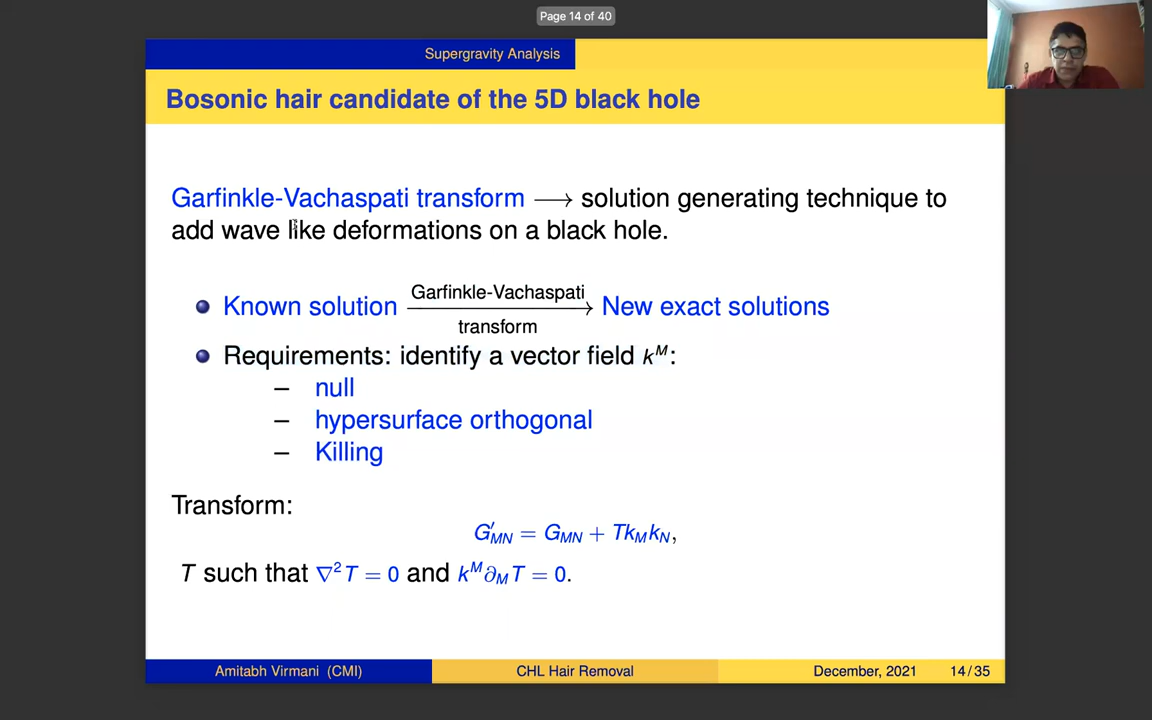 Page 14 of 40
Supergravity Analysis
Bosonic hair candidate of the 5D black hole
Garfinkle-Vachaspati transform ⟶ solution generating technique to
add wave like deformations on a black hole.
Known solution Garfinkle-Vachaspati transform → New exact solutions
Requirements: identify a vector field k^M:
– null
– hypersurface orthogonal
– Killing
Transform:
G′_MN = G_MN + Tk_Mk_N,
T such that ∇²T = 0 and k^M∂_MT = 0.
Amitabh Virmani (CMI) CHL Hair Removal December, 2021 14/35